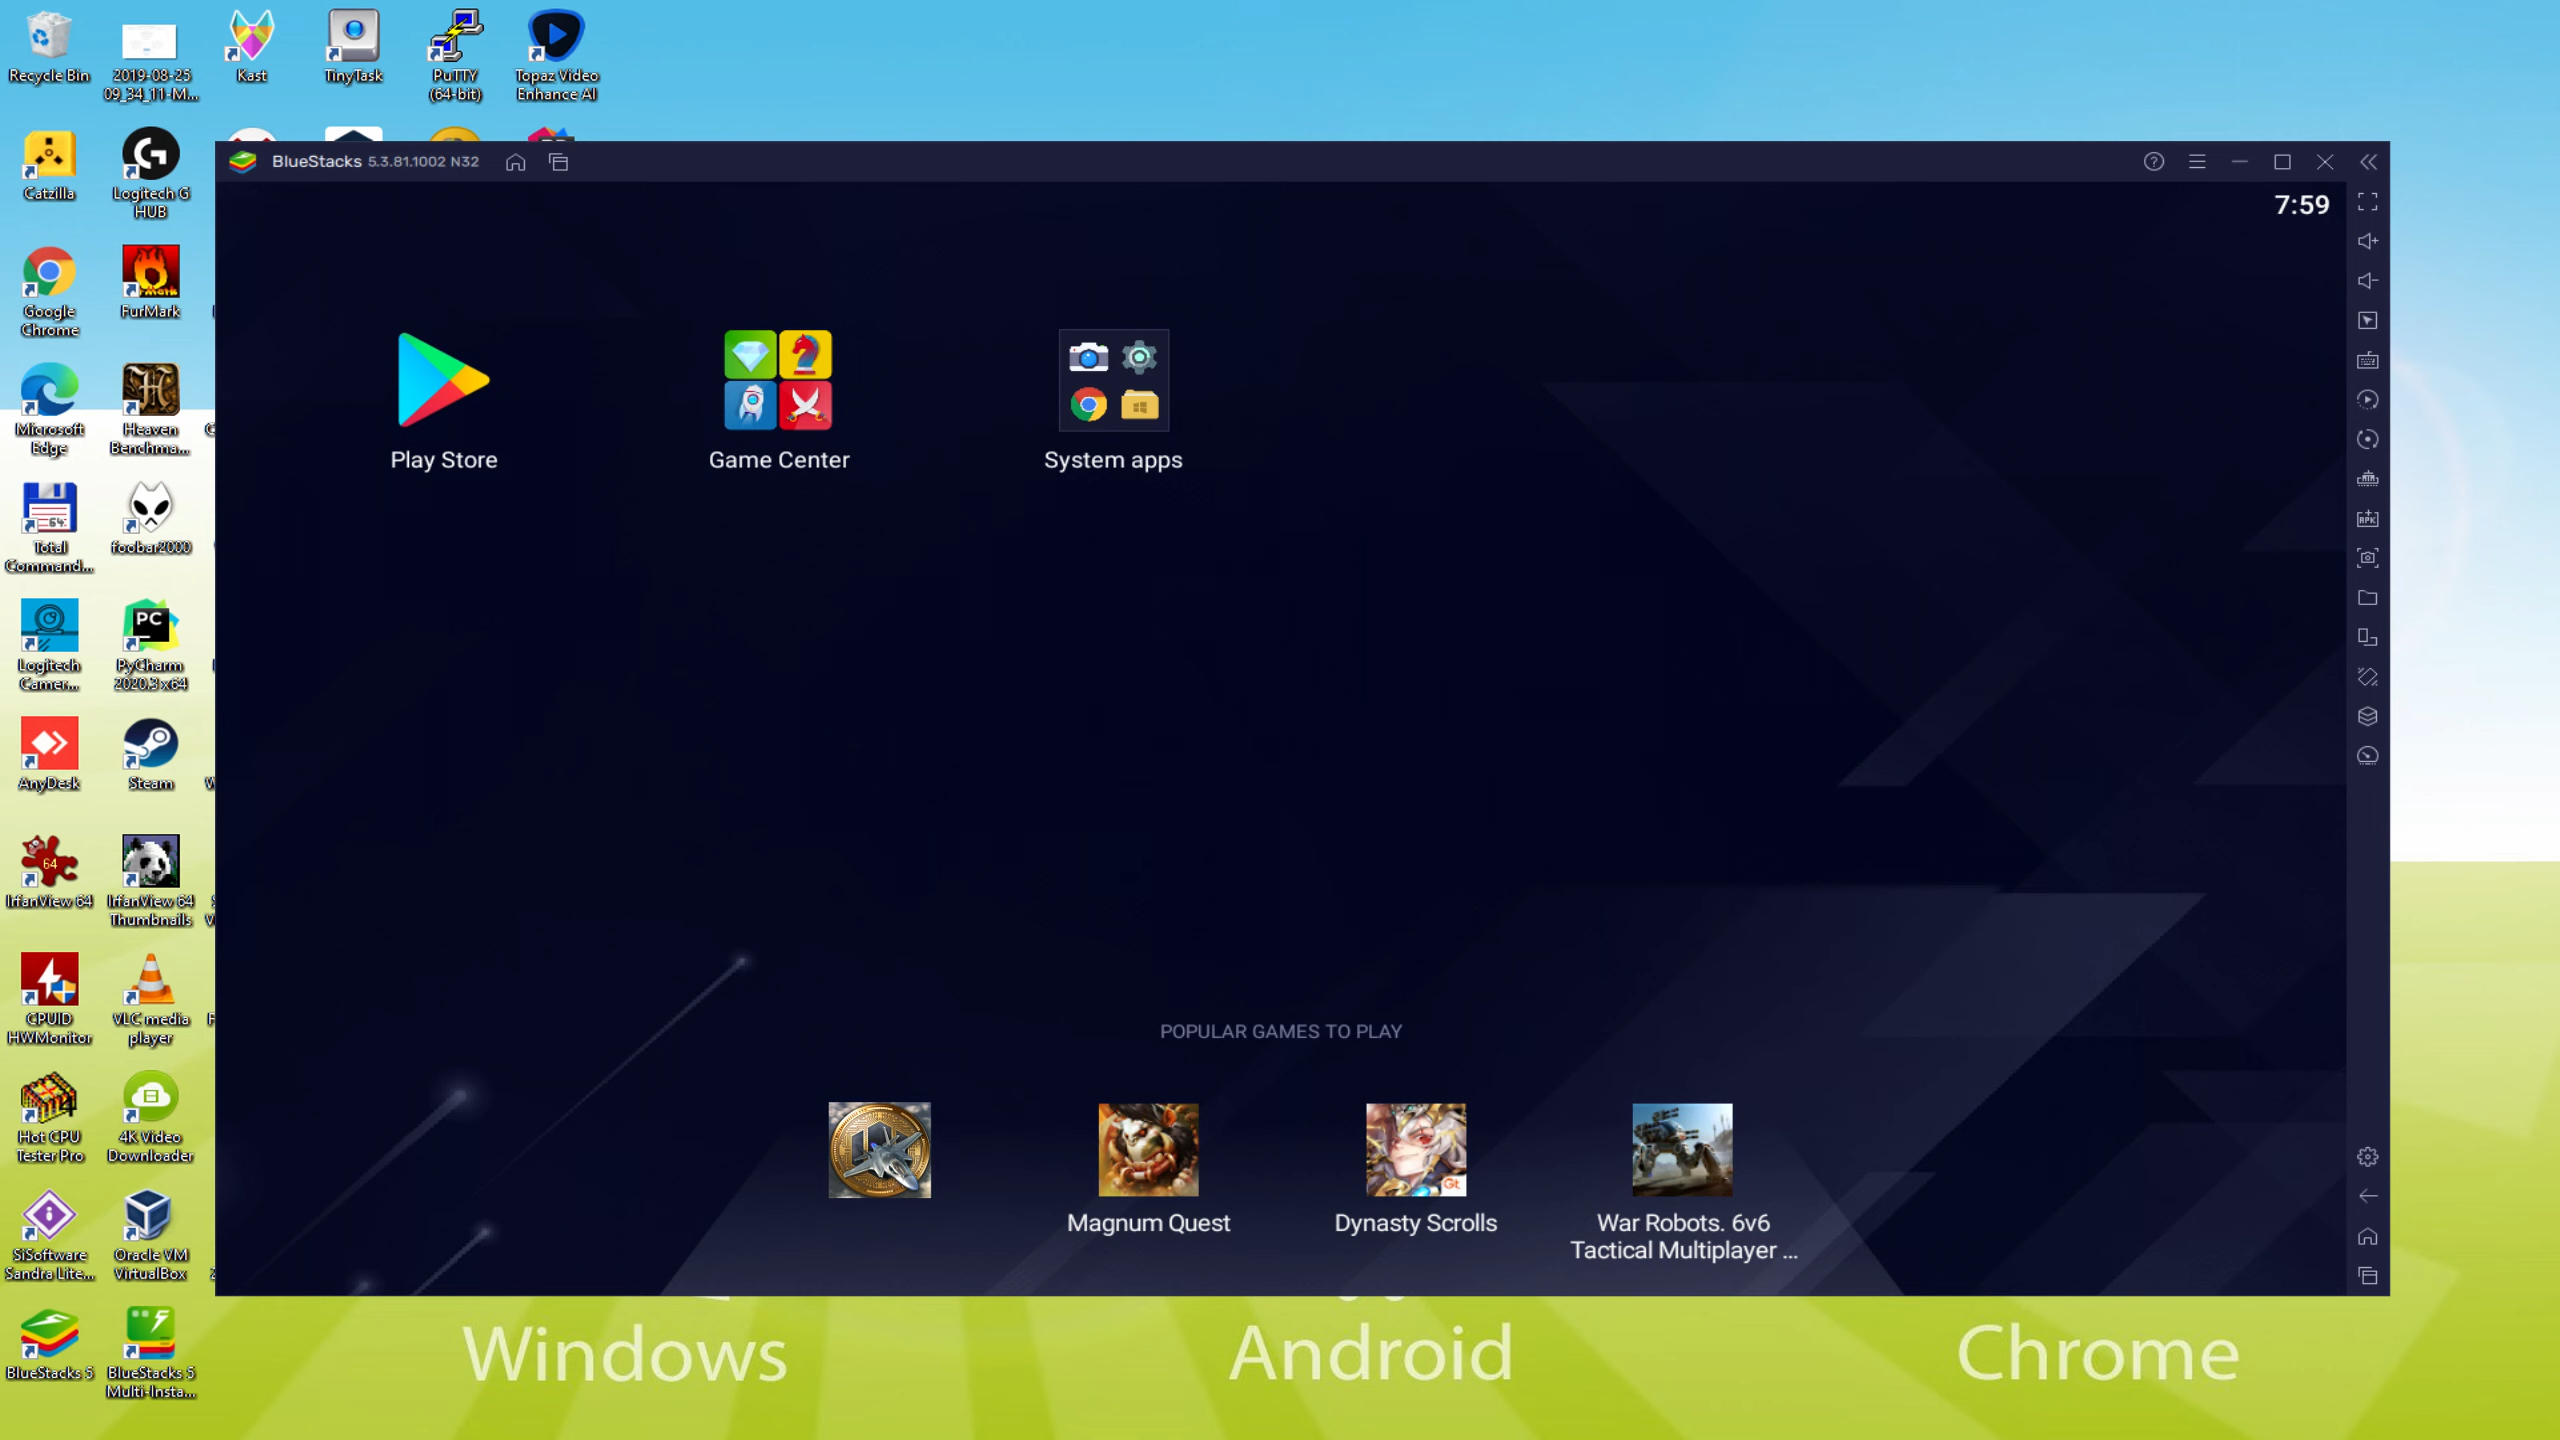 Recycle Bin
2019-08-25
09_34_11-M...
Kast
TinyTask
PuTTY
(64-bit)
Topaz Video
Enhance AI
Catzilla
Logitech G
HUB
Google
Chrome
FurMark
Microsoft
Edge
Heaven
Benchma...
Total
Command...
foobar2000
Logitech
Camer...
PyCharm
2020.3 x64
AnyDesk
Steam
IrfanView 64
IrfanView 64
Thumbnails
CPUID
HWMonitor
VLC media
player
Hot CPU
Tester Pro
4K Video
Downloader
SiSoftware
Sandra Lite...
Oracle VM
VirtualBox
BlueStacks 5
BlueStacks 5
Multi-Insta...
BlueStacks 5.3.81.1002 N32
7:59
Play Store
Game Center
System apps
POPULAR GAMES TO PLAY
Magnum Quest
Dynasty Scrolls
War Robots. 6v6
Tactical Multiplayer ...
Windows
Android
Chrome